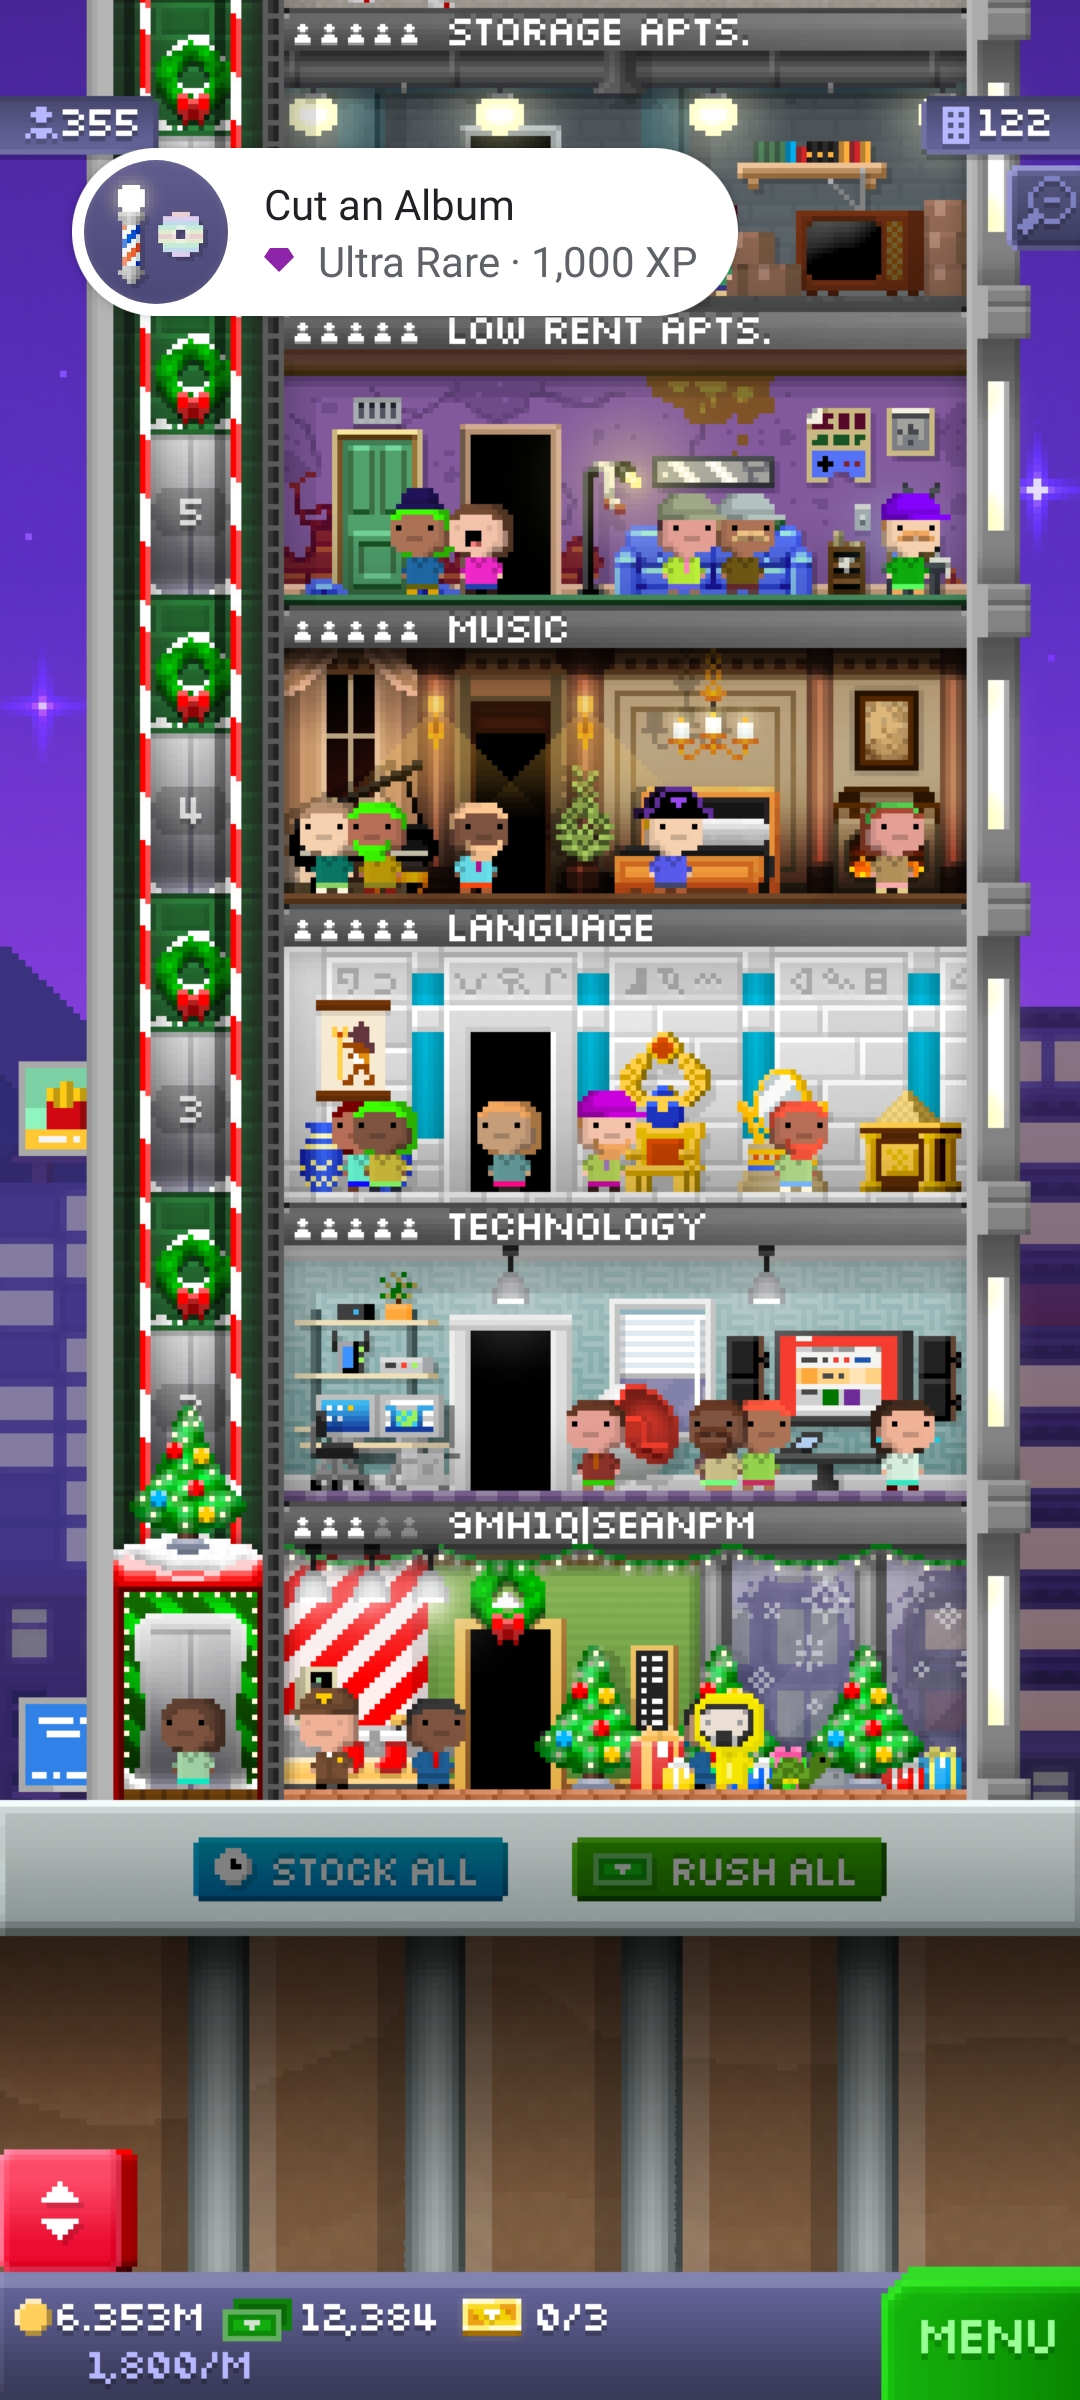 STORAGE APTS.
355
122
Cut an Album
Ultra Rare · 1,000 XP
LOW RENT APTS.
5
MUSIC
4
LANGUAGE
3
TECHNOLOGY
9MH1Q|SEANPM
STOCK ALL
RUSH ALL
6.353M
12,384
0/3
1,800/M
MENU